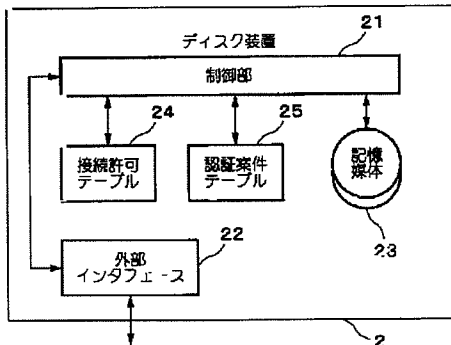 ディスク装置
21
制御部
24
接続許可
テーブル
25
認証案件
テーブル
記憶
媒体
23
外部
インタフェース
22
2